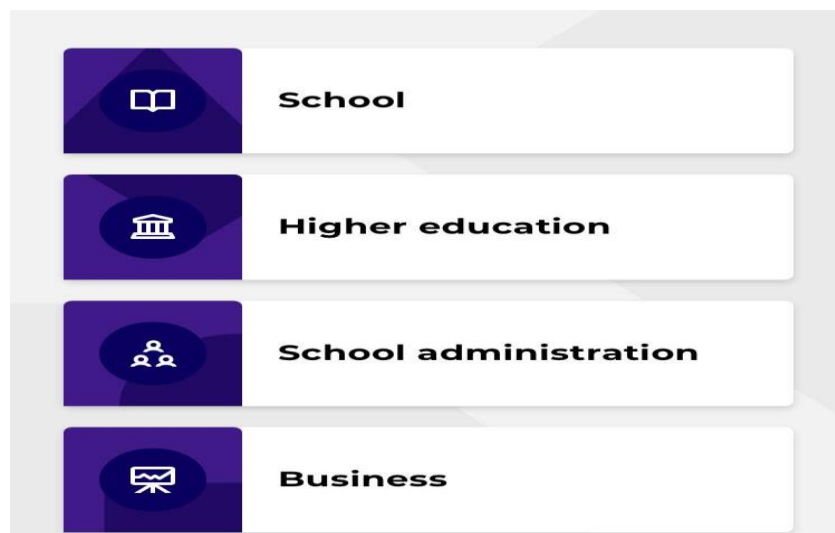 School
Higher education
School administration
Business